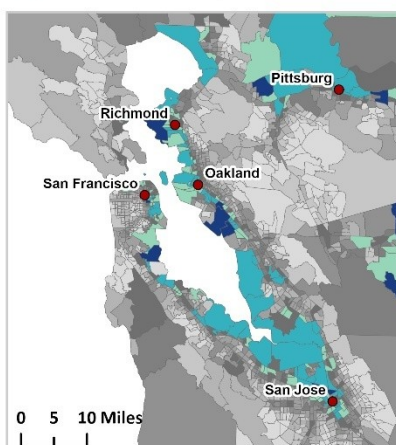 Pittsburg
Richmond
San Francisco
Oakland
San Jose
0 5 10 Miles